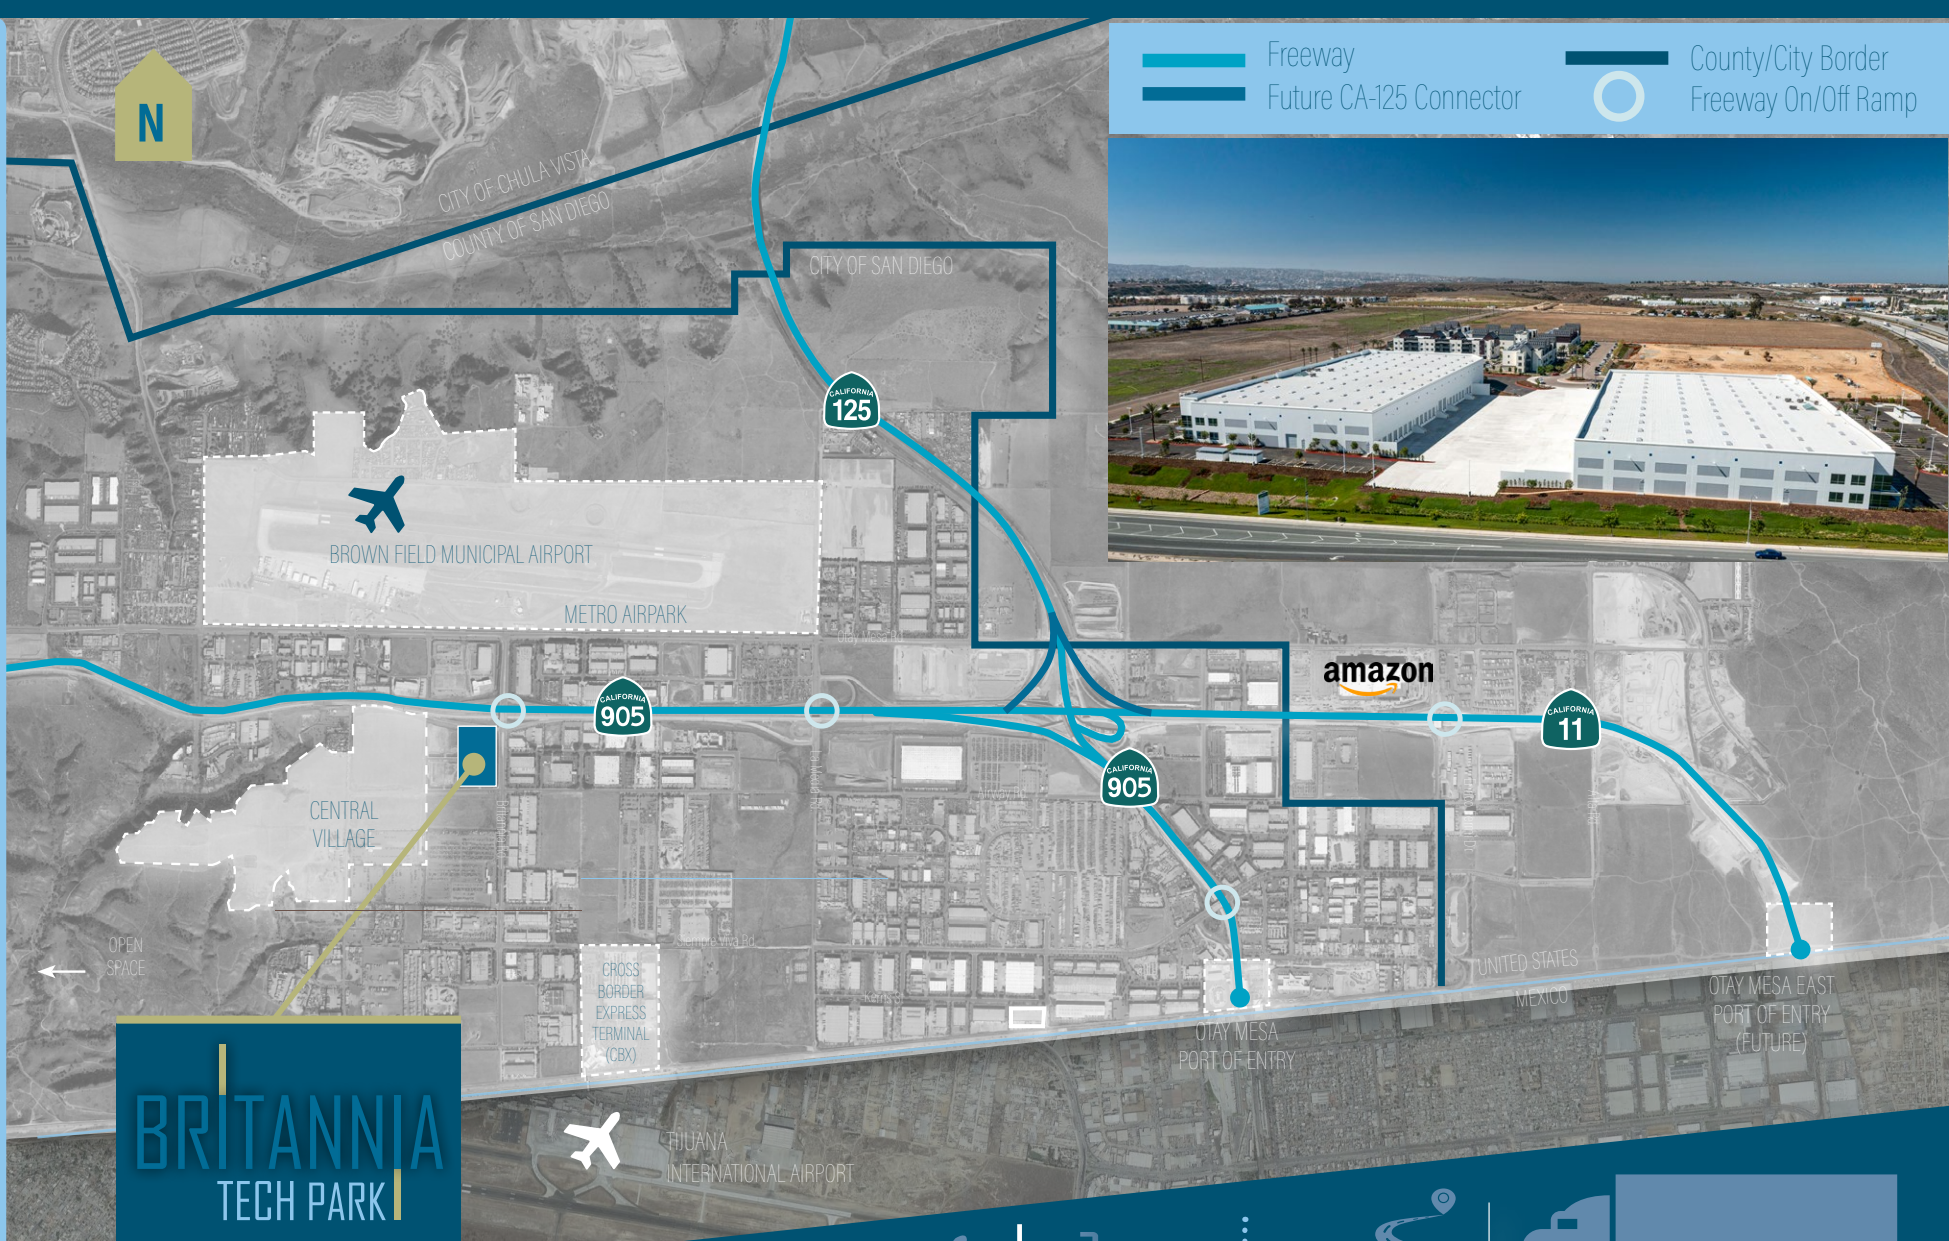 Freeway
Future CA-125 Connector
County/City Border
Freeway On/Off Ramp
N
CITY OF CHULA VISTA
COUNTY OF SAN DIEGO
CITY OF SAN DIEGO
CALIFORNIA
125
BROWN FIELD MUNICIPAL AIRPORT
METRO AIRPARK
Otay Mesa Rd
CALIFORNIA
905
amazon
CALIFORNIA
11
CALIFORNIA
905
CENTRAL
VILLAGE
OPEN
SPACE
CROSS
BORDER
EXPRESS
TERMINAL
(CBX)
UNITED STATES
MEXICO
OTAY MESA
PORT OF ENTRY
OTAY MESA EAST
PORT OF ENTRY
(FUTURE)
TIJUANA
INTERNATIONAL AIRPORT
BRITANNIA
TECH PARK